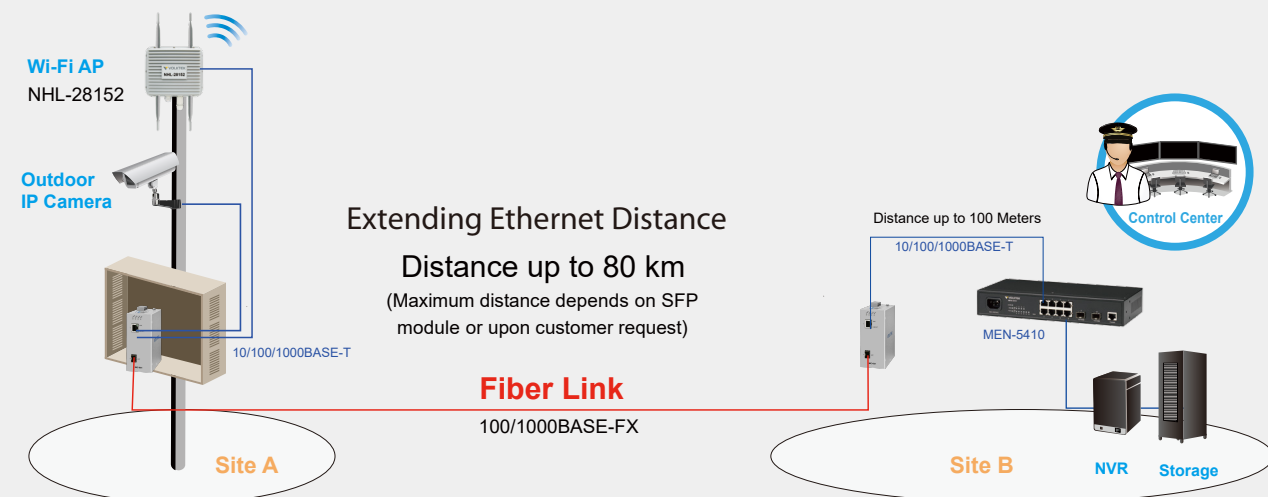 Wi-Fi AP
NHL-28152
NHL-28152
Outdoor
IP Camera
10/100/1000BASE-T
Extending Ethernet Distance
Distance up to 80 km
(Maximum distance depends on SFP
module or upon customer request)
Fiber Link
100/1000BASE-FX
Site A
Distance up to 100 Meters
10/100/1000BASE-T
Control Center
MEN-5410
Site B
NVR
Storage